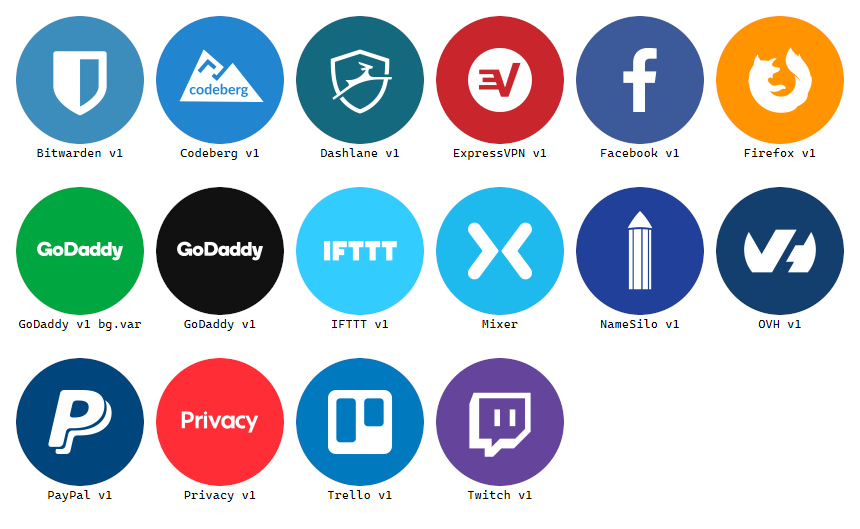 codeberg
EV
Bitwarden v1 Codeberg v1 Dashlane v1 ExpressVPN v1 Facebook v1 Firefox v1
GoDaddy GoDaddy IFTTT
GoDaddy v1 bg.var GoDaddy v1 IFTTT v1 Mixer NameSilo v1 OVH v1
Privacy
PayPal v1 Privacy v1 Trello v1 Twitch v1